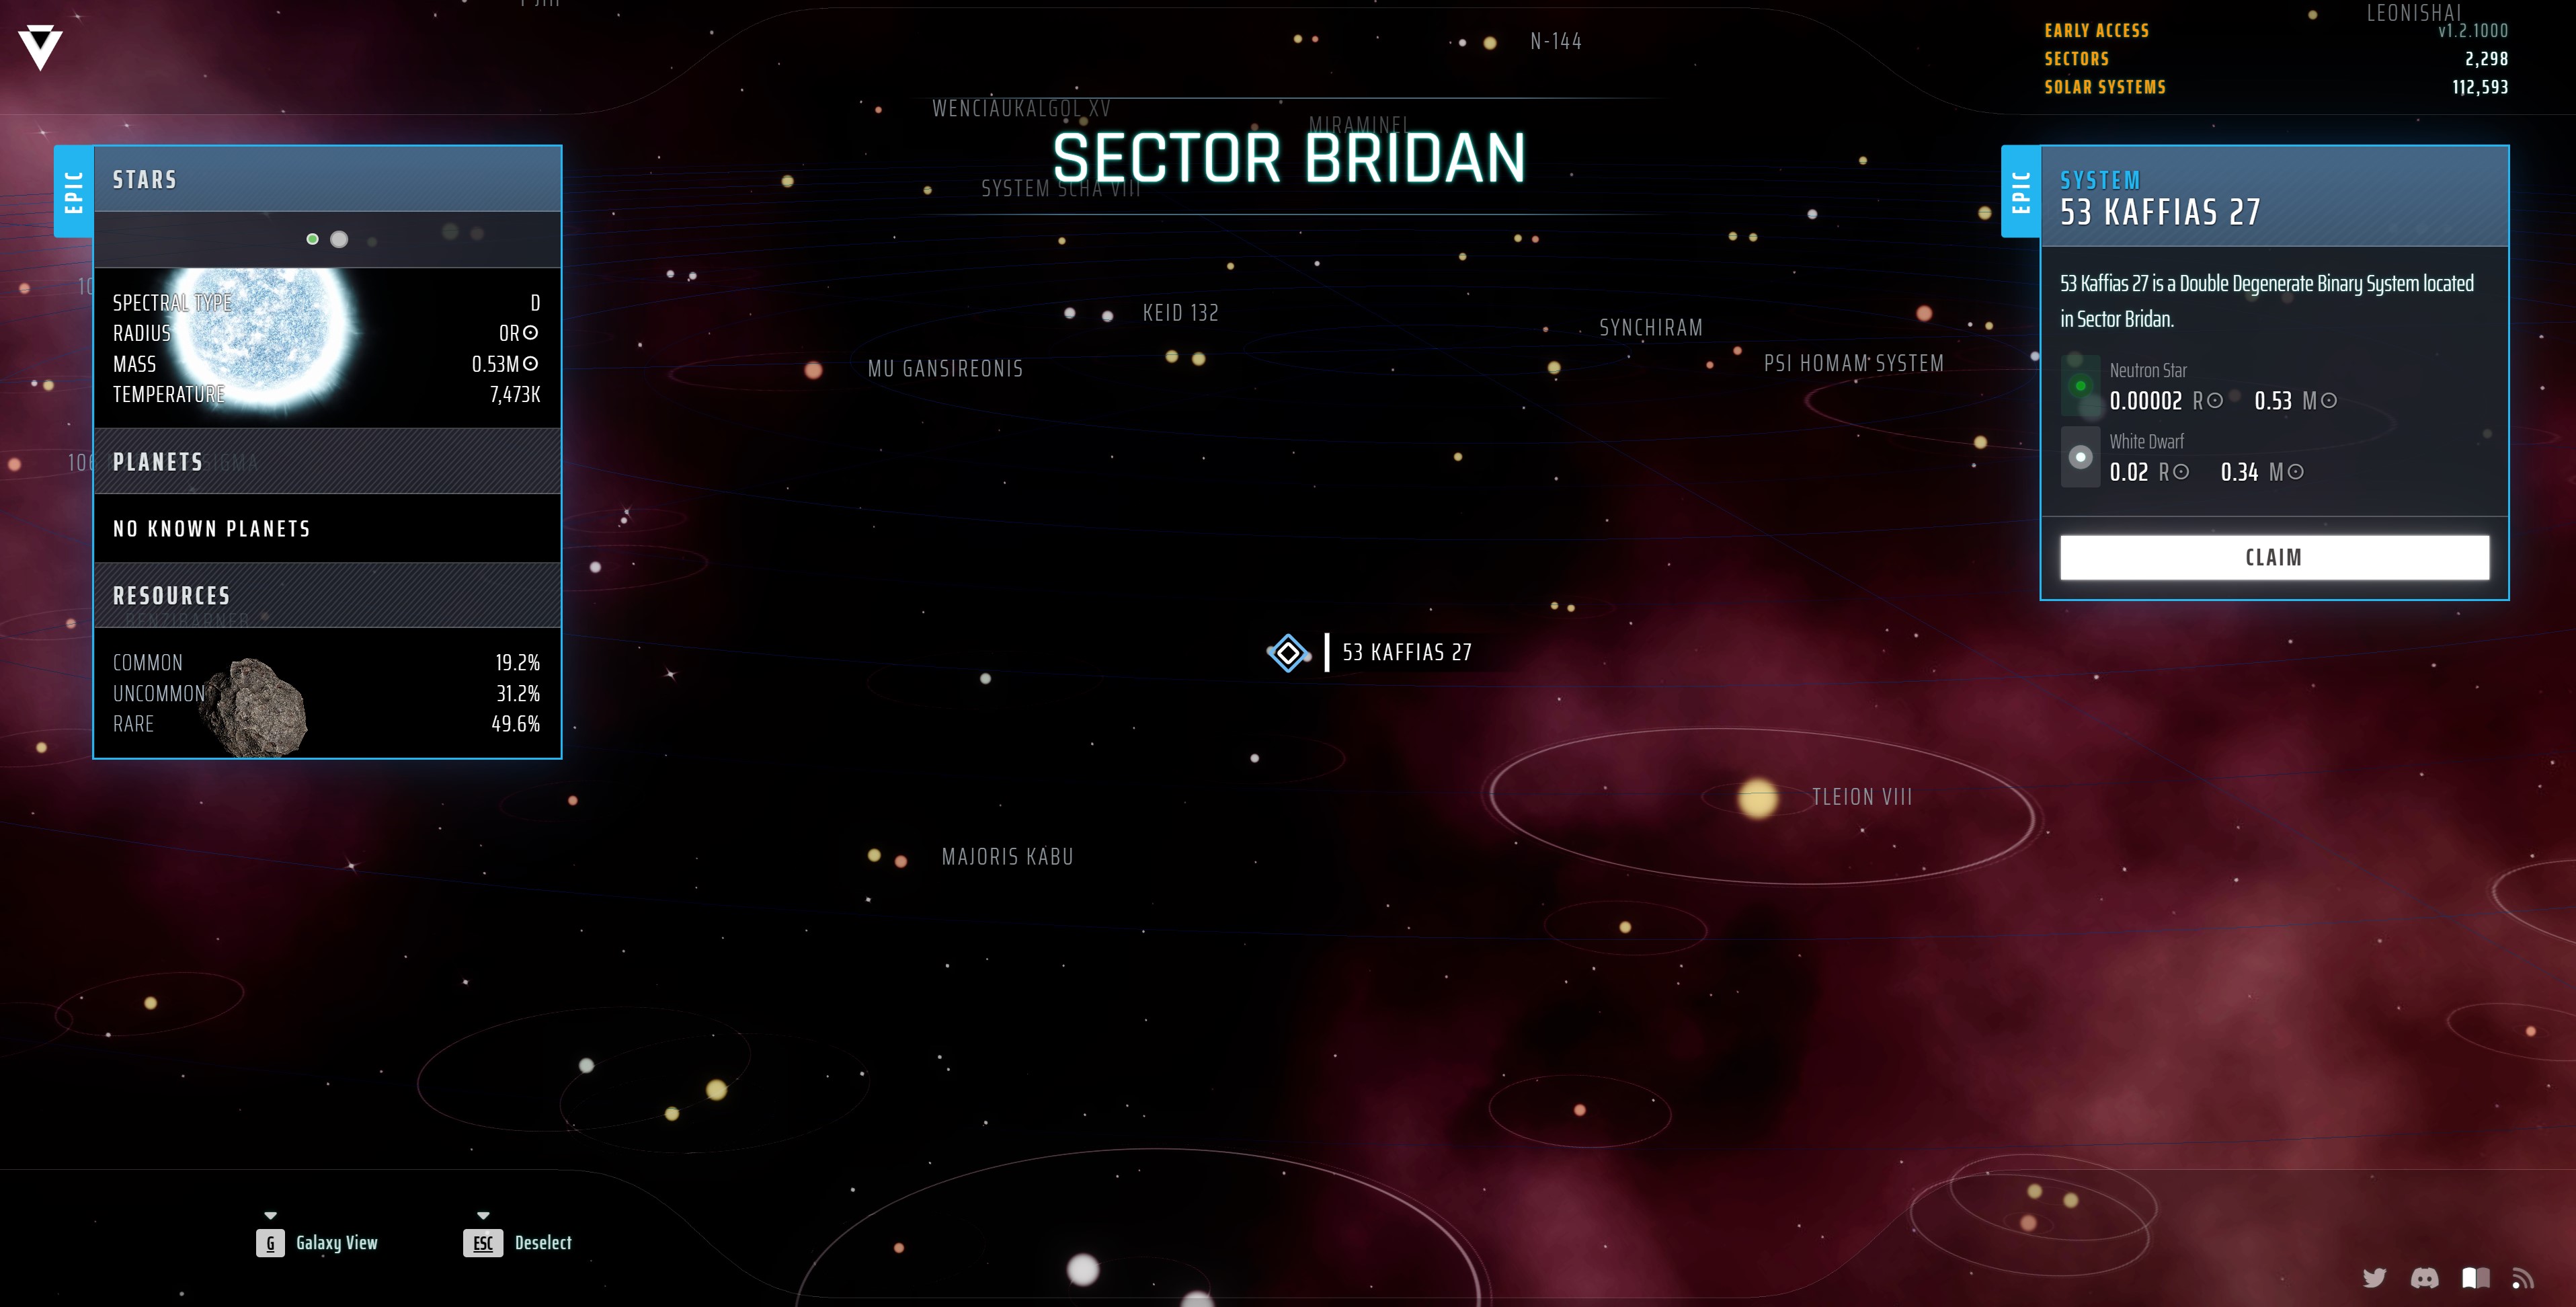 LEONISHAI
EARLY ACCESS v1.2.1000
SECTORS 2,298
SOLAR SYSTEMS 112,593
N-144
WENCIAUKALGOL XV
MIRAMINEL
SECTOR BRIDAN
SYSTEM SCHA VIII
EPIC
STARS
SPECTRAL TYPE D
RADIUS 0R☉
MASS 0.53M☉
TEMPERATURE 7,473K
PLANETS
NO KNOWN PLANETS
RESOURCES
COMMON 19.2%
UNCOMMON 31.2%
RARE 49.6%
KEID 132
MU GANSIREONIS
SYNCHIRAM
PSI HOMAM SYSTEM
53 KAFFIAS 27
TLEION VIII
MAJORIS KABU
EPIC
SYSTEM
53 KAFFIAS 27
53 Kaffias 27 is a Double Degenerate Binary System located
in Sector Bridan.
Neutron Star
0.00002 R☉ 0.53 M☉
White Dwarf
0.02 R☉ 0.34 M☉
CLAIM
G Galaxy View
ESC Deselect